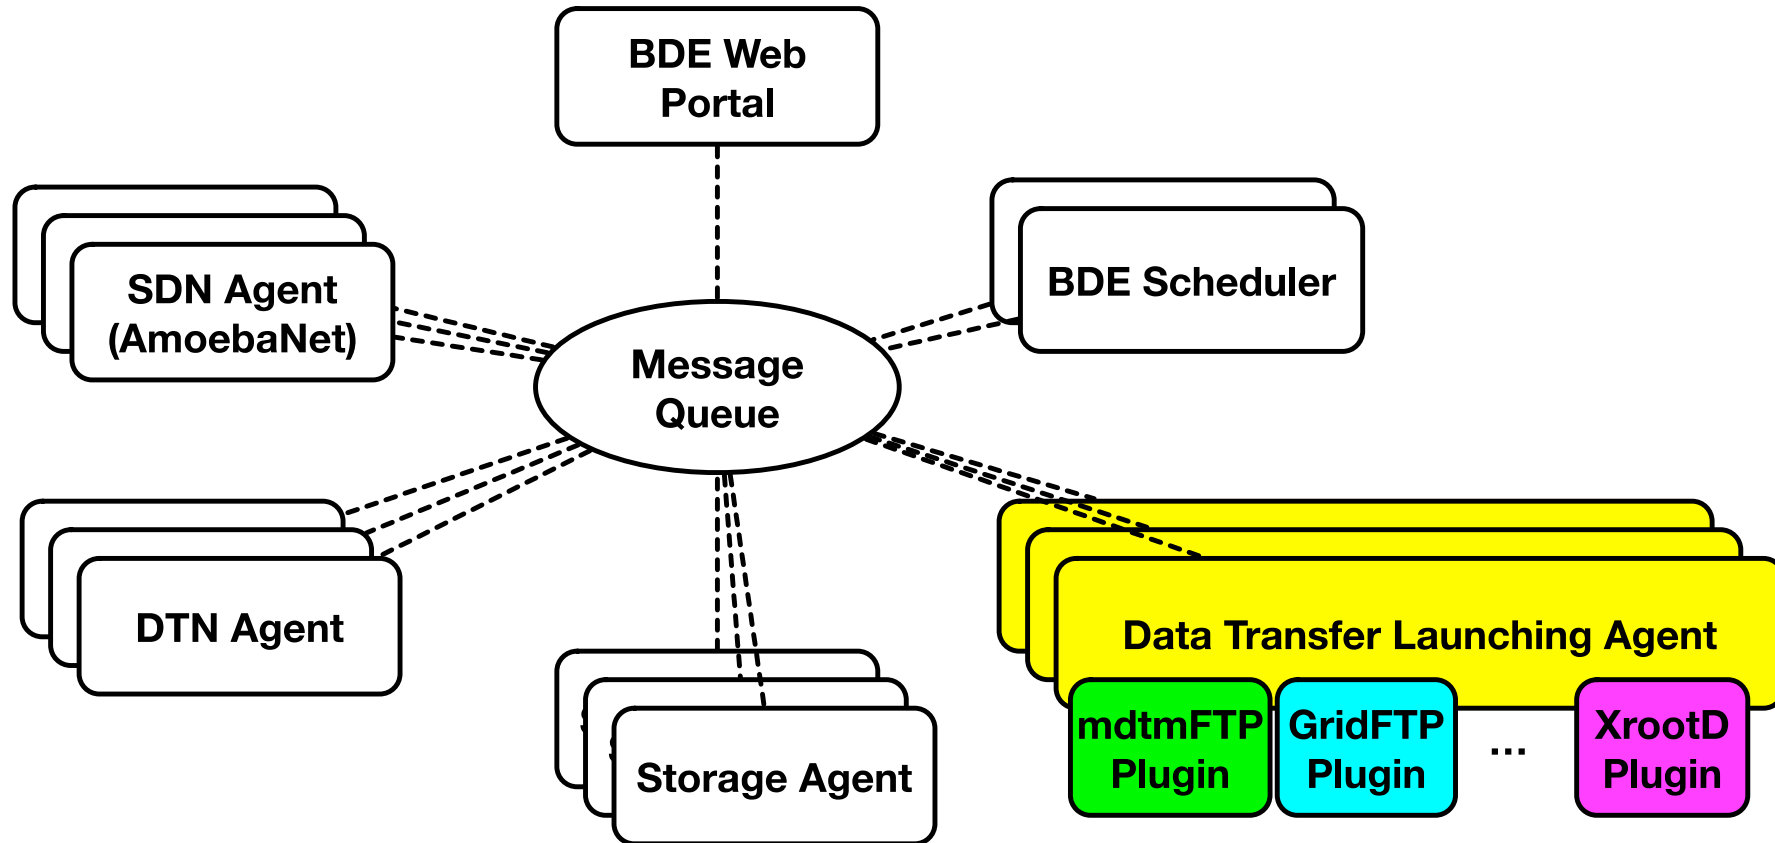 BDE Web
Portal
SDN Agent
(AmoebaNet)
BDE Scheduler
Message
Queue
DTN Agent
Data Transfer Launching Agent
Storage Agent
mdtmFTP
Plugin
GridFTP
Plugin
...
XrootD
Plugin